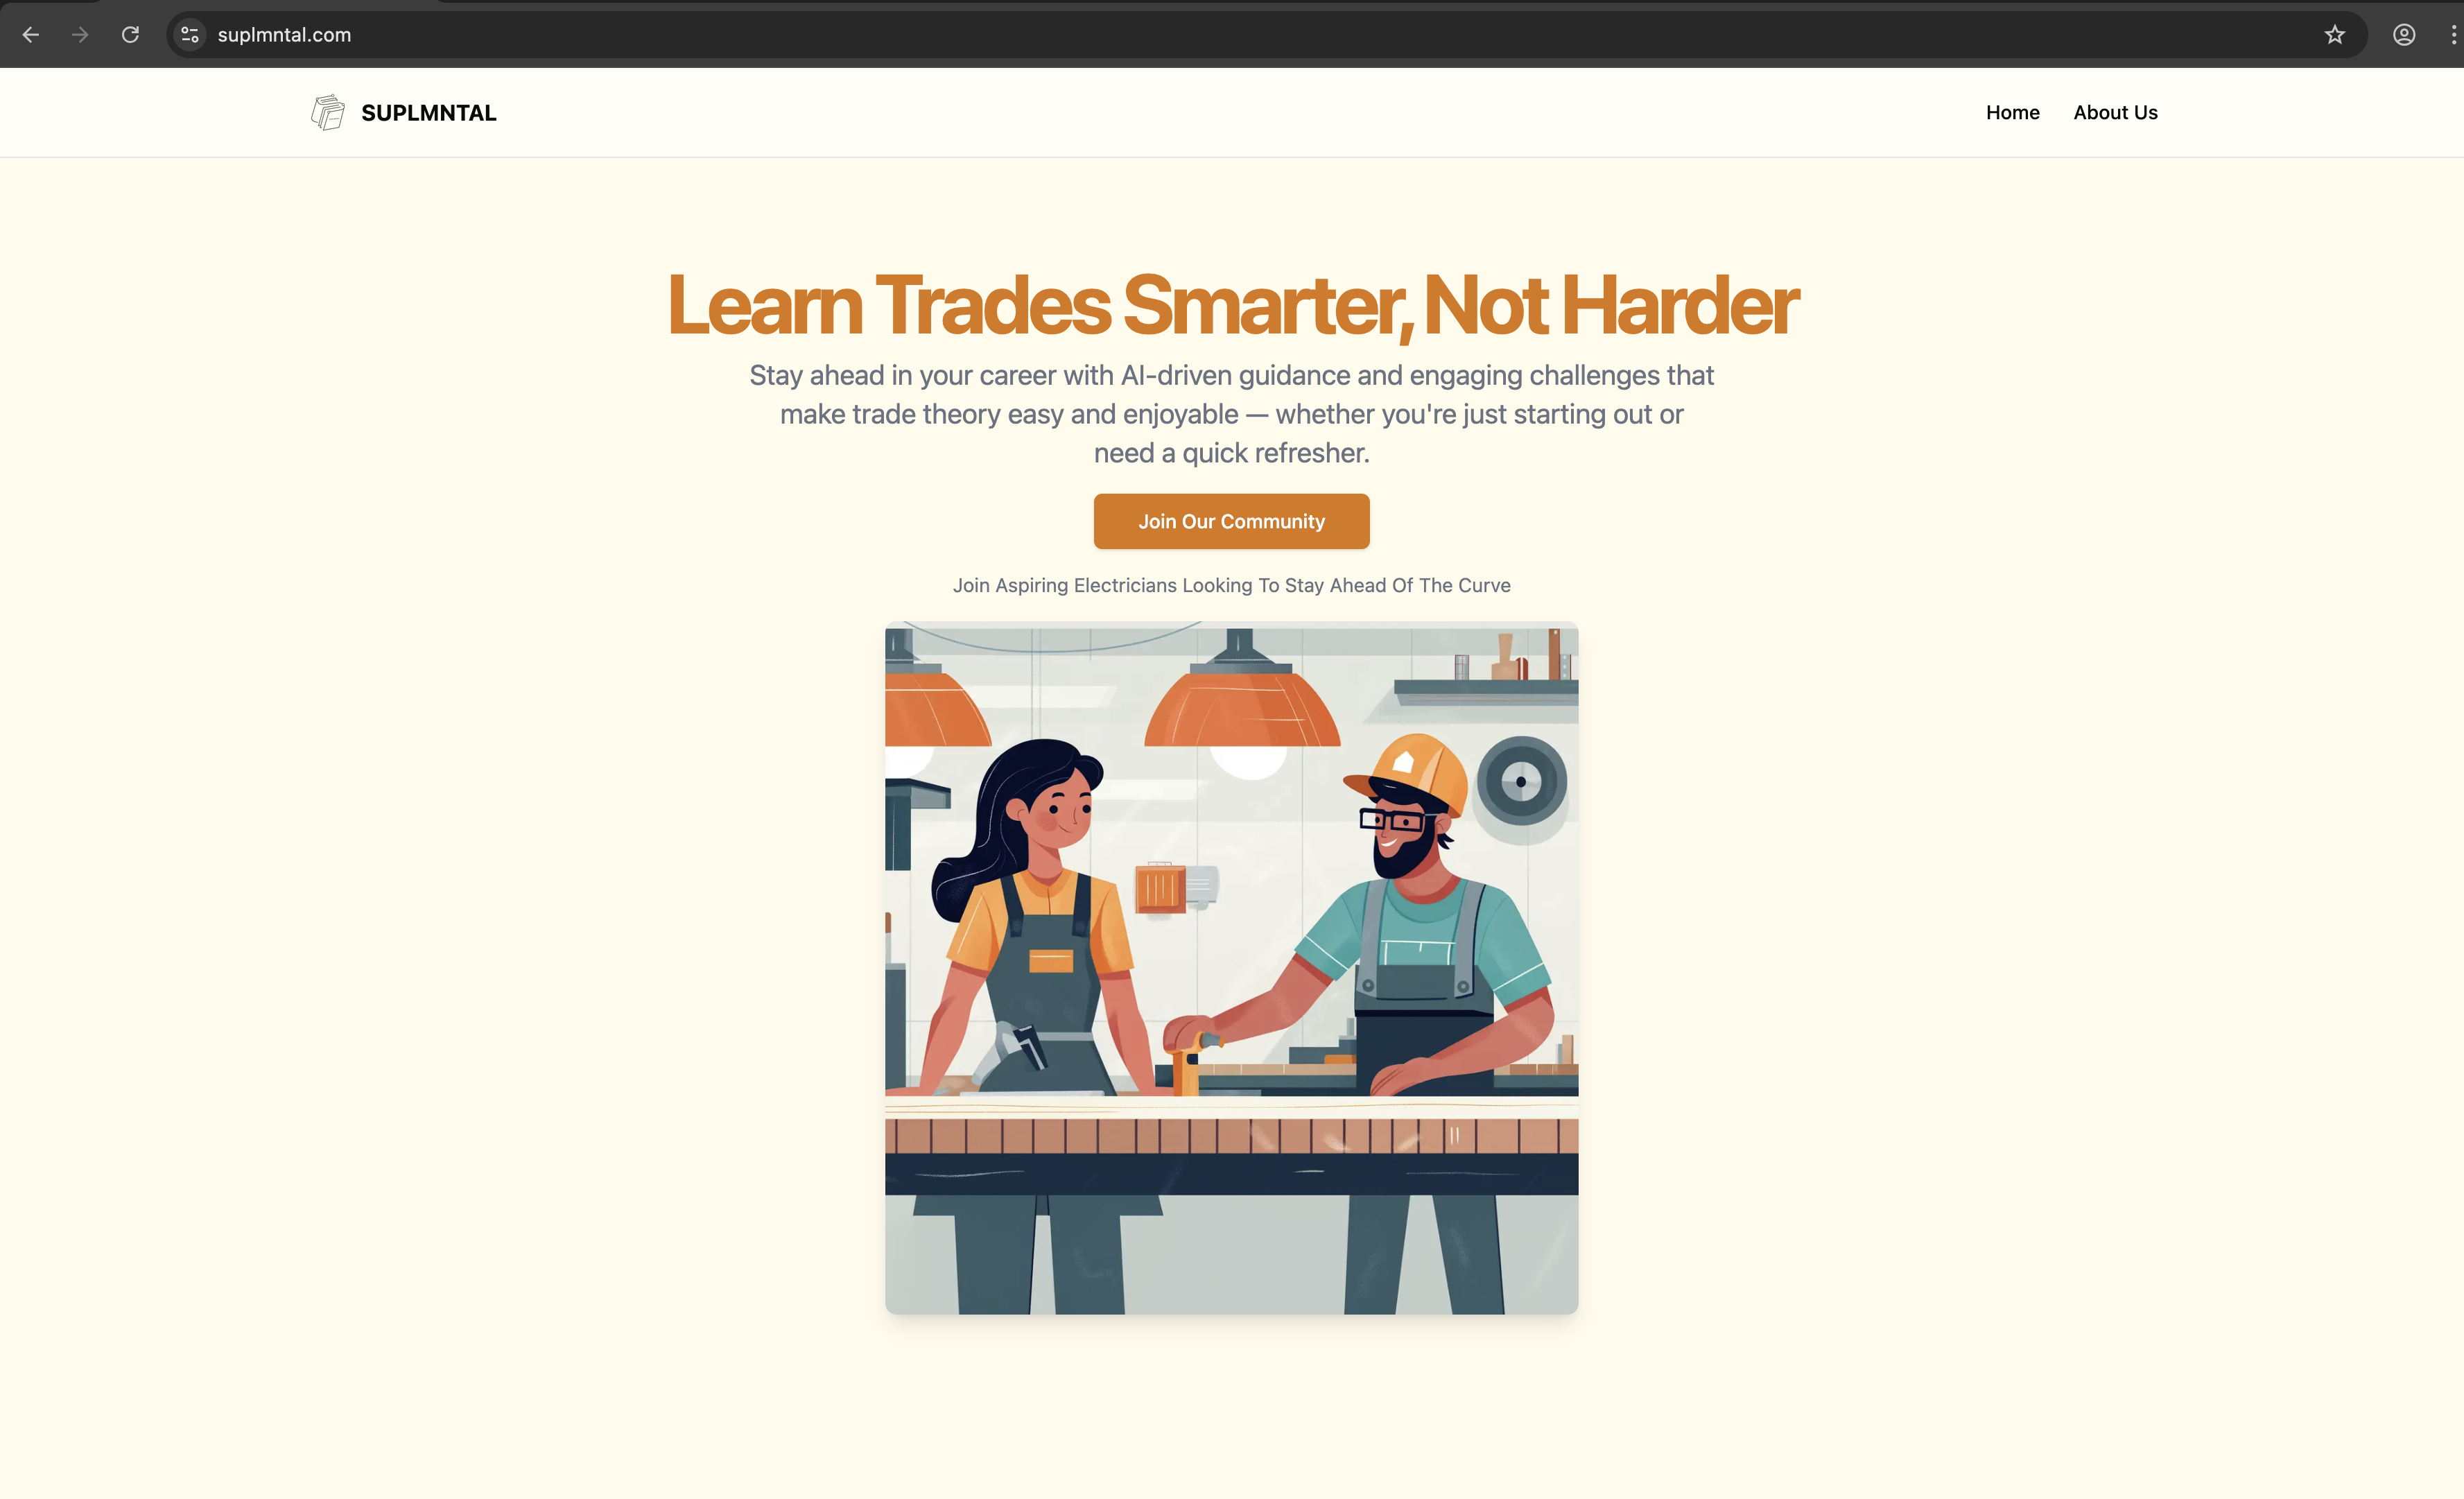 suplmntal.com
SUPLMNTAL
Home
About Us
Learn Trades Smarter, Not Harder
Stay ahead in your career with AI-driven guidance and engaging challenges that
make trade theory easy and enjoyable — whether you're just starting out or
need a quick refresher.
Join Our Community
Join Aspiring Electricians Looking To Stay Ahead Of The Curve